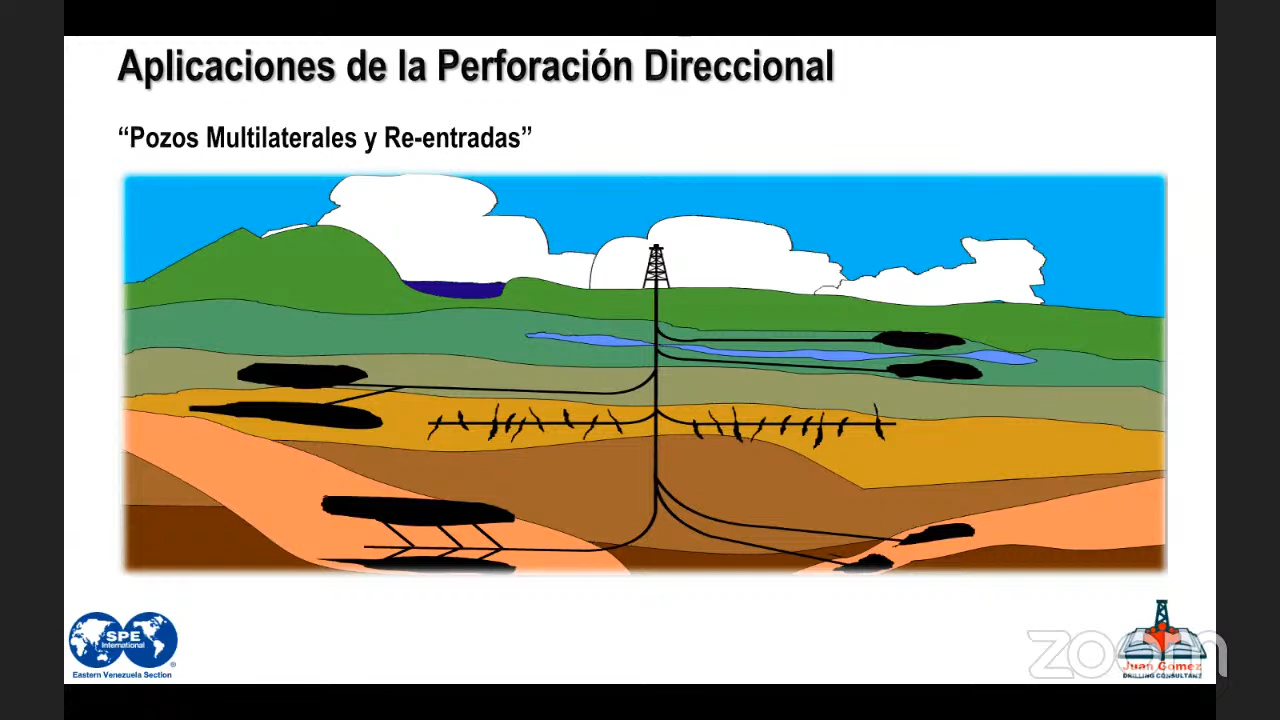 Aplicaciones de la Perforación Direccional
“Pozos Multilaterales y Re-entradas”
SPE
International
®
Eastern Venezuela Section
zoom
Juan Gomez
DRILLING CONSULTANT